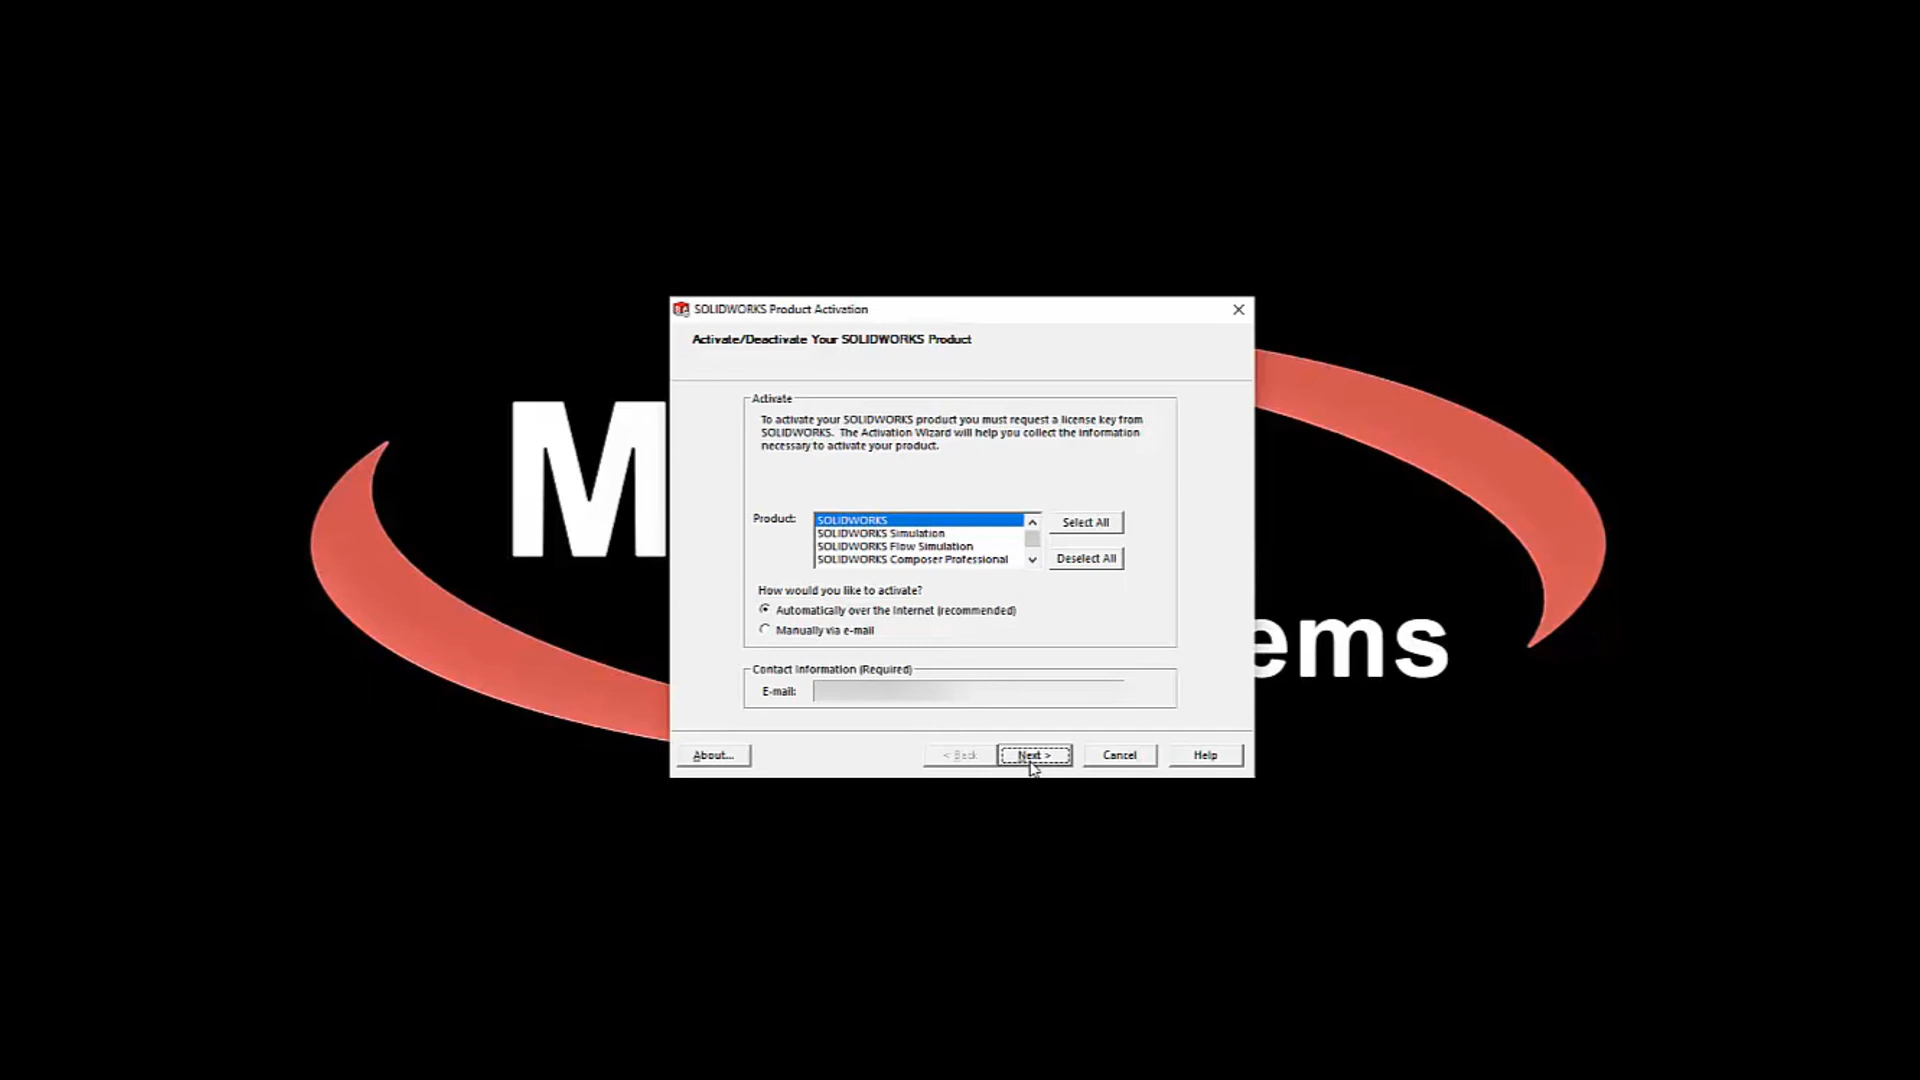 SOLIDWORKS Product Activation
Activate/Deactivate Your SOLIDWORKS Product
M
Activate
To activate your SOLIDWORKS product you must request a license key from
SOLIDWORKS. The Activation Wizard will help you collect the information
necessary to activate your product.
Product:
SOLIDWORKS
SOLIDWORKS Simulation
SOLIDWORKS Flow Simulation
SOLIDWORKS Composer Professional
Select All
Deselect All
How would you like to activate?
Automatically over the Internet (recommended)
Manually via e-mail
ems
Contact Information (Required)
E-mail:
About...
< Back
Next >
Cancel
Help